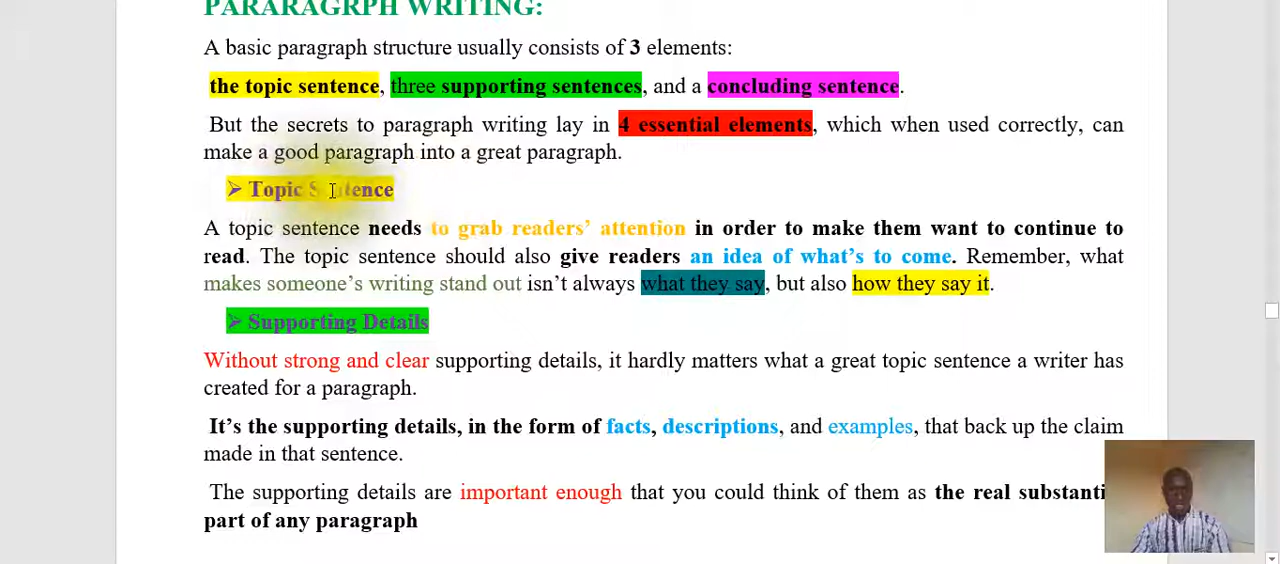 PARARAGRPH WRITING:
A basic paragraph structure usually consists of 3 elements:
the topic sentence, three supporting sentences, and a concluding sentence.
But the secrets to paragraph writing lay in 4 essential elements, which when used correctly, can
make a good paragraph into a great paragraph.
➢ Topic Sentence
A topic sentence needs to grab readers’ attention in order to make them want to continue to
read. The topic sentence should also give readers an idea of what’s to come. Remember, what
makes someone’s writing stand out isn’t always what they say, but also how they say it.
➢ Supporting Details
Without strong and clear supporting details, it hardly matters what a great topic sentence a writer has
created for a paragraph.
It’s the supporting details, in the form of facts, descriptions, and examples, that back up the claim
made in that sentence.
The supporting details are important enough that you could think of them as the real substanti
part of any paragraph